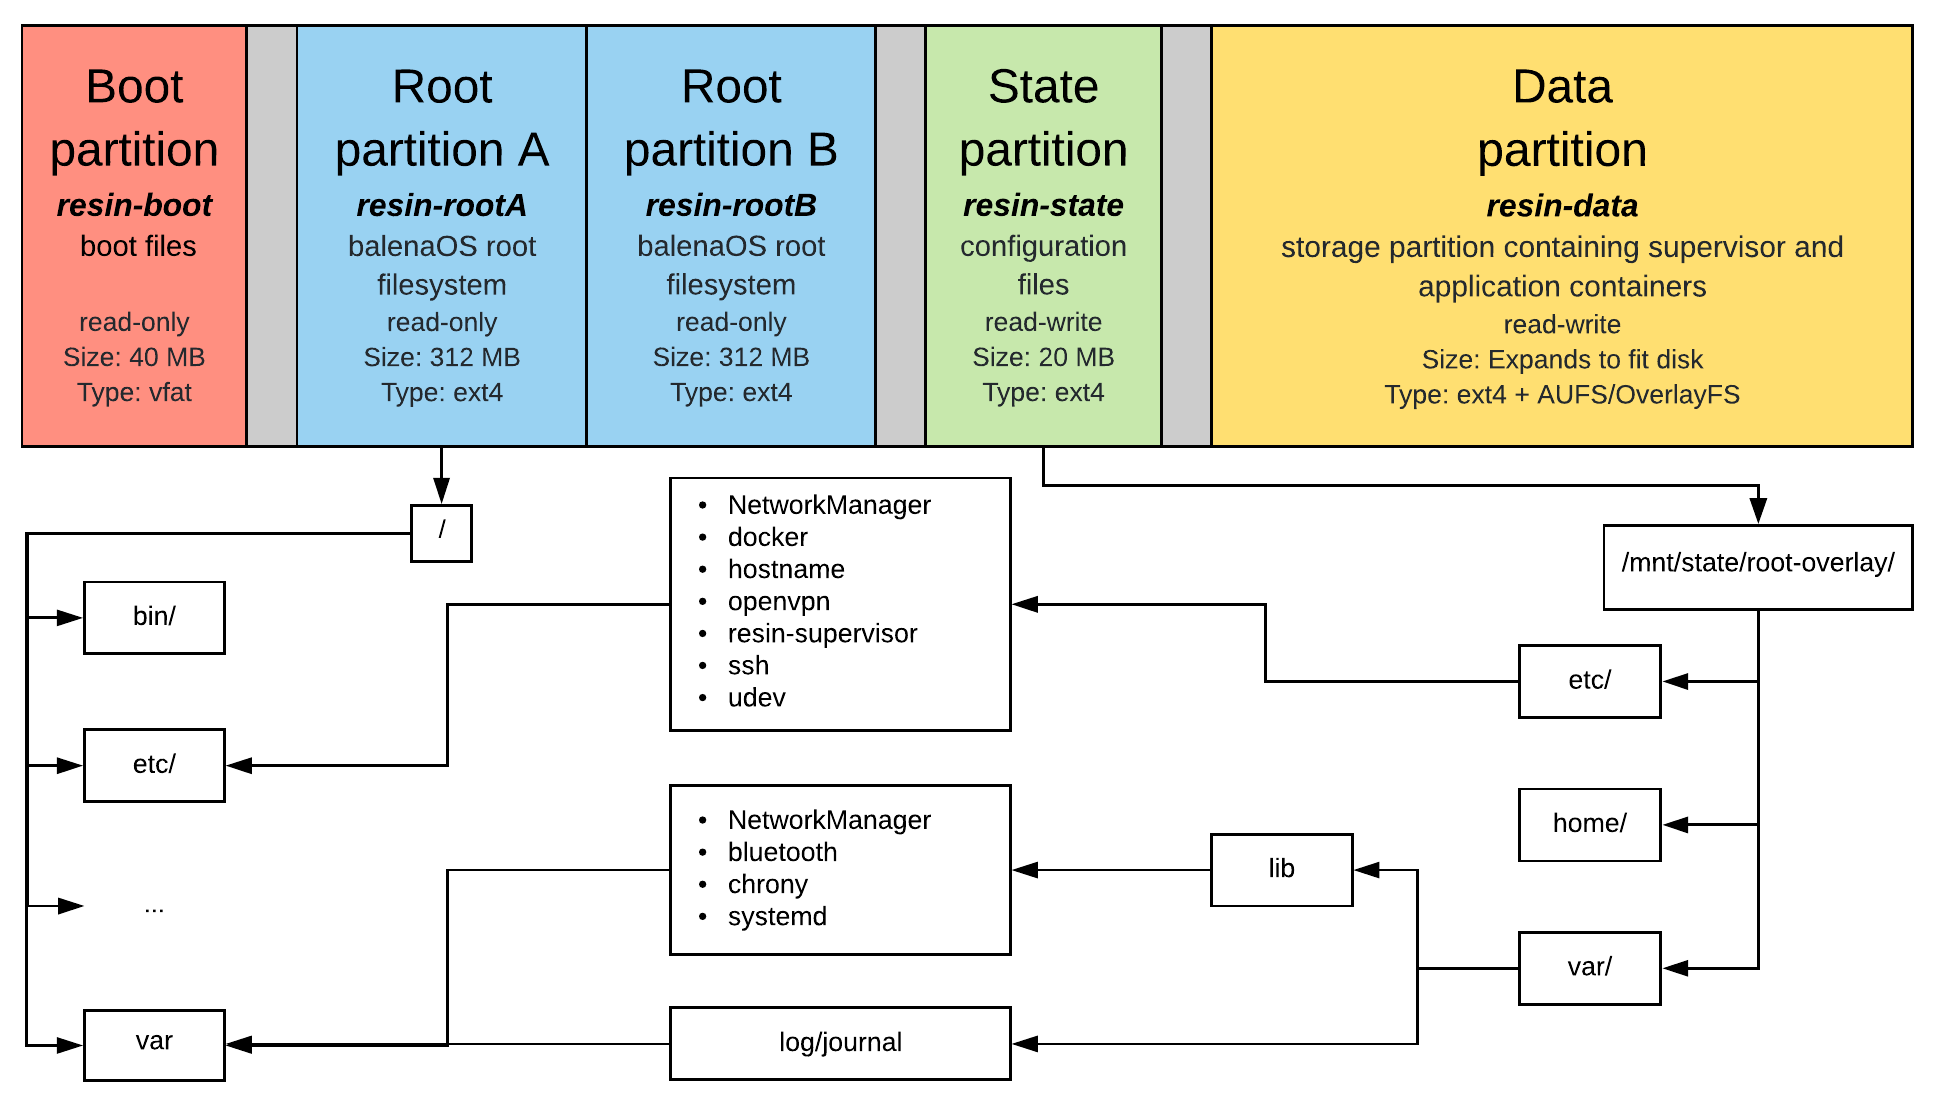 Boot
partition
resin-boot
boot files
read-only
Size: 40 MB
Type: vfat
Root
partition A
resin-rootA
balenaOS root
filesystem
read-only
Size: 312 MB
Type: ext4
Root
partition B
resin-rootB
balenaOS root
filesystem
read-only
Size: 312 MB
Type: ext4
State
partition
resin-state
configuration
files
read-write
Size: 20 MB
Type: ext4
Data
partition
resin-data
storage partition containing supervisor and
application containers
read-write
Size: Expands to fit disk
Type: ext4 + AUFS/OverlayFS
/
bin/
etc/
...
var
• NetworkManager
• docker
• hostname
• openvpn
• resin-supervisor
• ssh
• udev
• NetworkManager
• bluetooth
• chrony
• systemd
log/journal
lib
/mnt/state/root-overlay/
etc/
home/
var/